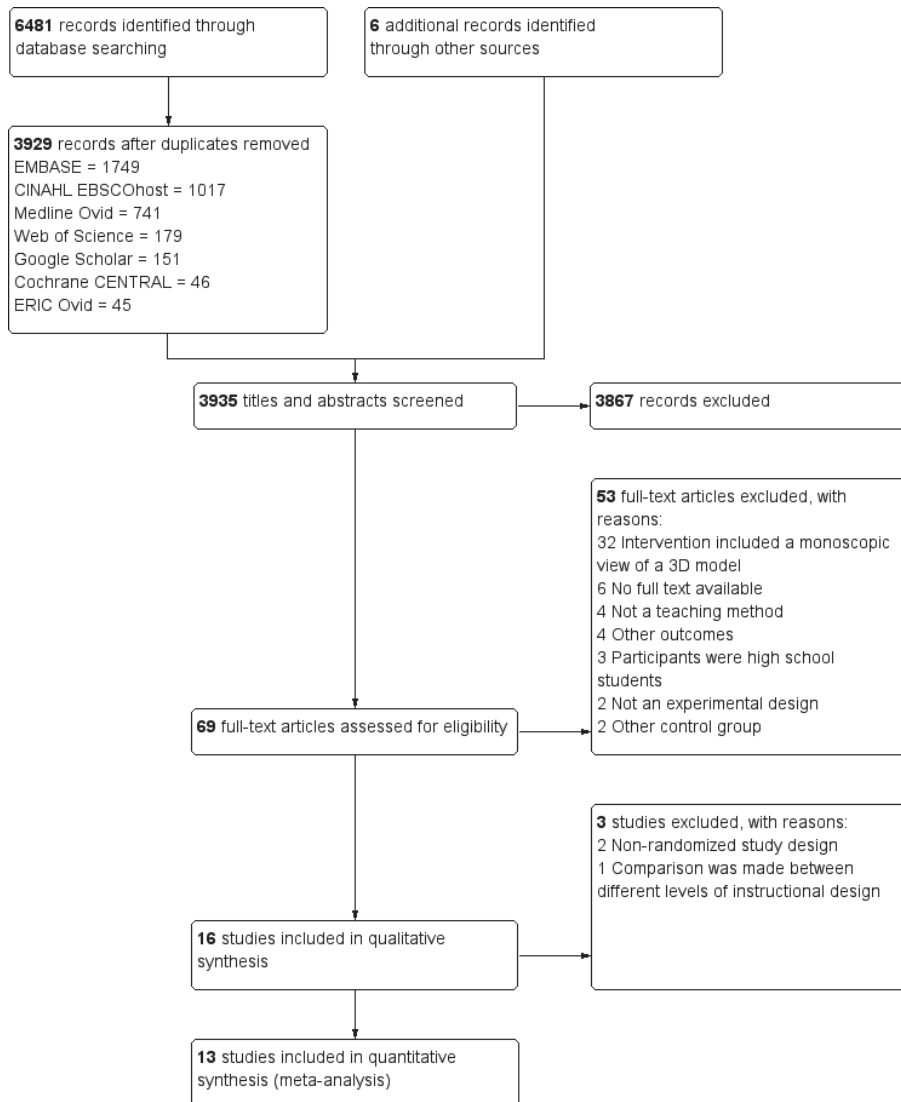 6481 records identified through
database searching
6 additional records identified
through other sources
3929 records after duplicates removed
EMBASE = 1749
CINAHL EBSCOhost = 1017
Medline Ovid = 741
Web of Science = 179
Google Scholar = 151
Cochrane CENTRAL = 46
ERIC Ovid = 45
3935 titles and abstracts screened
3867 records excluded
53 full-text articles excluded, with
reasons:
32 Intervention included a monoscopic
view of a 3D model
6 No full text available
4 Not a teaching method
4 Other outcomes
3 Participants were high school
students
2 Not an experimental design
2 Other control group
69 full-text articles assessed for eligibility
3 studies excluded, with reasons:
2 Non-randomized study design
1 Comparison was made between
different levels of instructional design
16 studies included in qualitative
synthesis
13 studies included in quantitative
synthesis (meta-analysis)